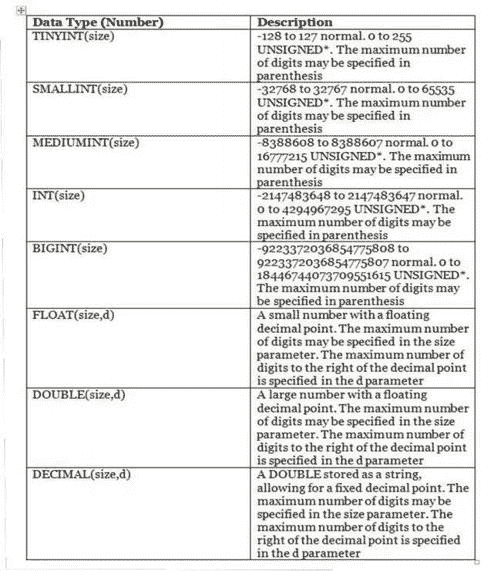 Data Type (Number) Description
TINYINT(size) -128 to 127 normal. 0 to 255
UNSIGNED*. The maximum number
of digits may be specified in
parenthesis
SMALLINT(size) -32768 to 32767 normal. 0 to 65535
UNSIGNED*. The maximum number
of digits may be specified in
parenthesis
MEDIUMINT(size) -8388608 to 8388607 normal. 0 to
16777215 UNSIGNED*. The maximum
number of digits may be specified in
parenthesis
INT(size) -2147483648 to 2147483647 normal.
0 to 4294967295 UNSIGNED*. The
maximum number of digits may be
specified in parenthesis
BIGINT(size) -9223372036854775808 to
9223372036854775807 normal. 0 to
18446744073709551615 UNSIGNED*.
The maximum number of digits may
be specified in parenthesis
FLOAT(size,d) A small number with a floating
decimal point. The maximum number
of digits may be specified in the size
parameter. The maximum number of
digits to the right of the decimal point
is specified in the d parameter
DOUBLE(size,d) A large number with a floating
decimal point. The maximum number
of digits may be specified in the size
parameter. The maximum number of
digits to the right of the decimal point
is specified in the d parameter
DECIMAL(size,d) A DOUBLE stored as a string,
allowing for a fixed decimal point. The
maximum number of digits may be
specified in the size parameter. The
maximum number of digits to the
right of the decimal point is specified
in the d parameter